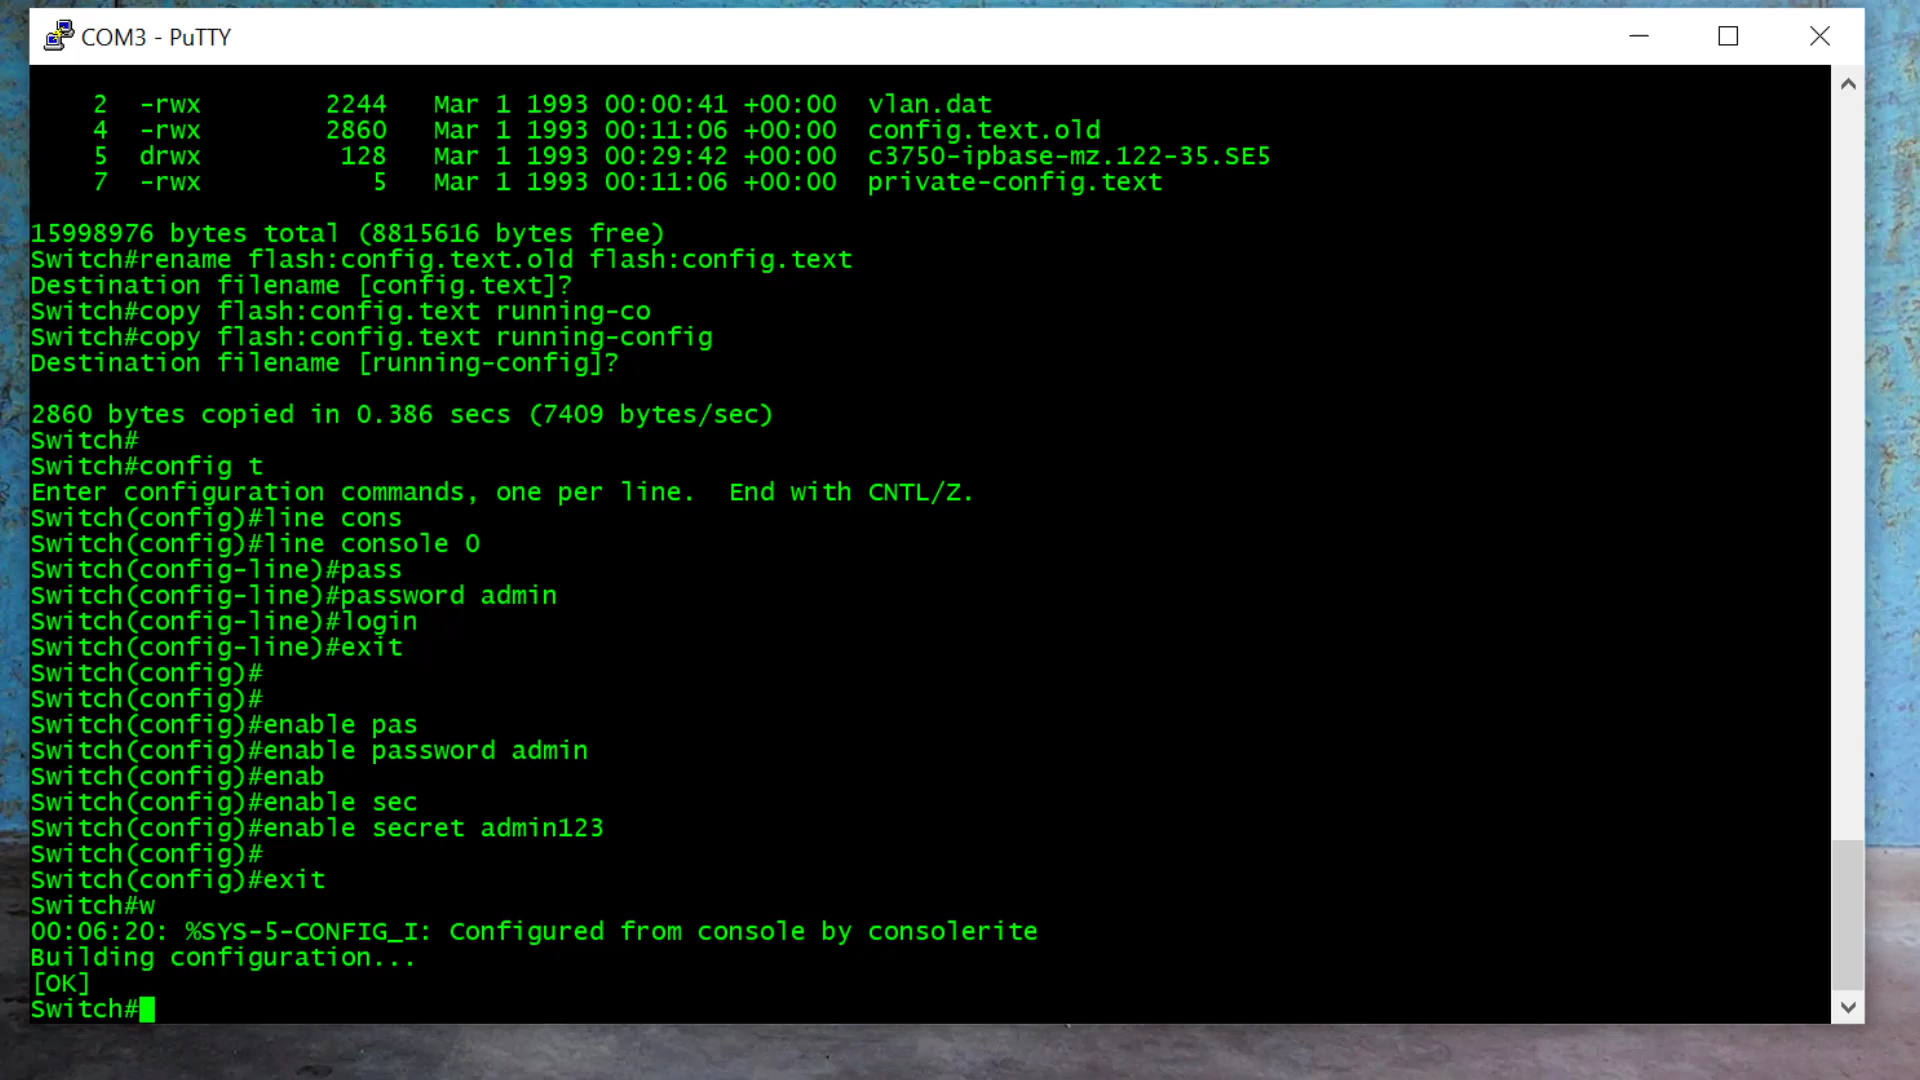 COM3 - PuTTY
2 -rwx 2244 Mar 1 1993 00:00:41 +00:00 vlan.dat
4 -rwx 2860 Mar 1 1993 00:11:06 +00:00 config.text.old
5 drwx 128 Mar 1 1993 00:29:42 +00:00 c3750-ipbase-mz.122-35.SE5
7 -rwx 5 Mar 1 1993 00:11:06 +00:00 private-config.text
15998976 bytes total (8815616 bytes free)
Switch#rename flash:config.text.old flash:config.text
Destination filename [config.text]?
Switch#copy flash:config.text running-co
Switch#copy flash:config.text running-config
Destination filename [running-config]?
2860 bytes copied in 0.386 secs (7409 bytes/sec)
Switch#
Switch#config t
Enter configuration commands, one per line.  End with CNTL/Z.
Switch(config)#line cons
Switch(config)#line console 0
Switch(config-line)#pass
Switch(config-line)#password admin
Switch(config-line)#login
Switch(config-line)#exit
Switch(config)#
Switch(config)#
Switch(config)#enable pas
Switch(config)#enable password admin
Switch(config)#enab
Switch(config)#enable sec
Switch(config)#enable secret admin123
Switch(config)#
Switch(config)#exit
Switch#w
00:06:20: %SYS-5-CONFIG_I: Configured from console by consolerite
Building configuration...
[OK]
Switch#